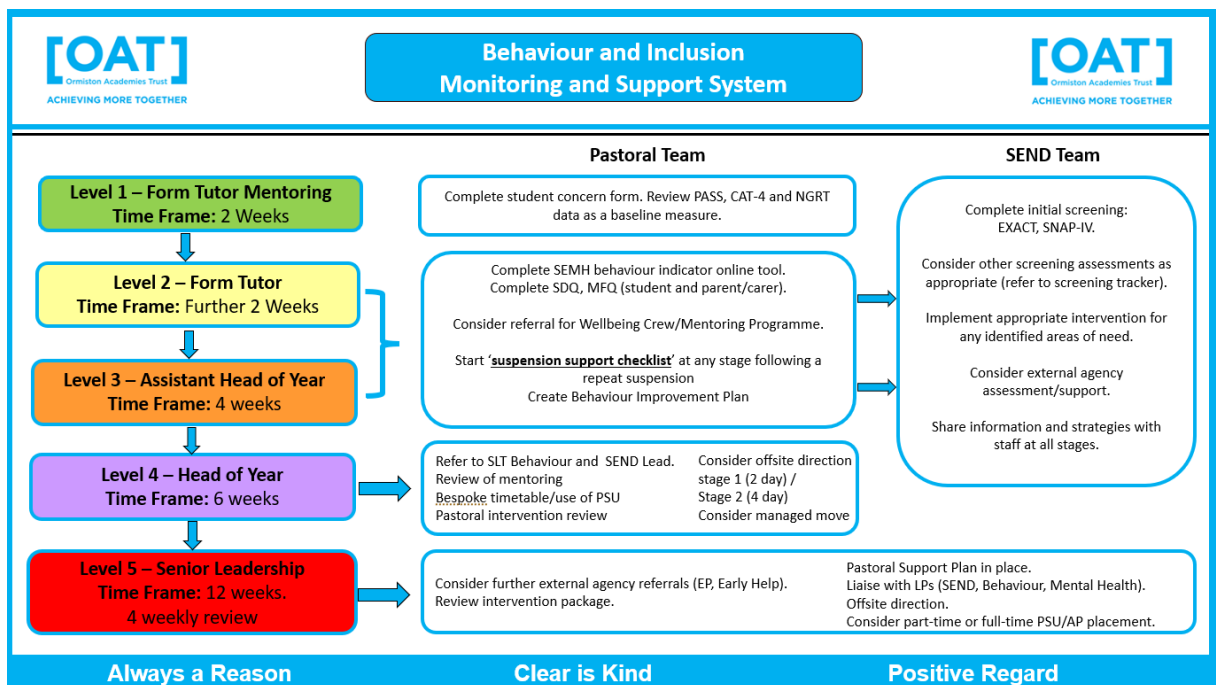 [OAT]
Ormiston Academies Trust
ACHIEVING MORE TOGETHER
Behaviour and Inclusion
Monitoring and Support System
[OAT]
Ormiston Academies Trust
ACHIEVING MORE TOGETHER
Pastoral Team
SEND Team
Level 1 – Form Tutor Mentoring
Time Frame: 2 Weeks
Complete student concern form. Review PASS, CAT-4 and NGRT
data as a baseline measure.
Level 2 – Form Tutor
Time Frame: Further 2 Weeks
Level 3 – Assistant Head of Year
Time Frame: 4 weeks
Complete SEMH behaviour indicator online tool.
Complete SDQ, MFQ (student and parent/carer).
Consider referral for Wellbeing Crew/Mentoring Programme.
Start ‘suspension support checklist’ at any stage following a
repeat suspension
Create Behaviour Improvement Plan
Complete initial screening:
EXACT, SNAP-IV.
Consider other screening assessments as
appropriate (refer to screening tracker).
Implement appropriate intervention for
any identified areas of need.
Consider external agency
assessment/support.
Share information and strategies with
staff at all stages.
Level 4 – Head of Year
Time Frame: 6 weeks
Refer to SLT Behaviour and SEND Lead.
Review of mentoring
Bespoke timetable/use of PSU
Pastoral intervention review
Consider offsite direction
stage 1 (2 day) /
Stage 2 (4 day)
Consider managed move
Level 5 – Senior Leadership
Time Frame: 12 weeks.
4 weekly review
Consider further external agency referrals (EP, Early Help).
Review intervention package.
Pastoral Support Plan in place.
Liaise with LPs (SEND, Behaviour, Mental Health).
Offsite direction.
Consider part-time or full-time PSU/AP placement.
Always a Reason
Clear is Kind
Positive Regard